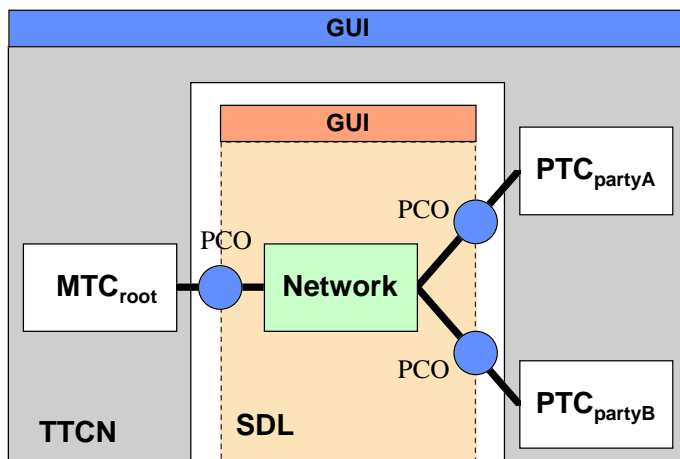 GUI
GUI
PTCpartyA
PCO
PCO
MTCroot
Network
PCO
PTCpartyB
TTCN
SDL